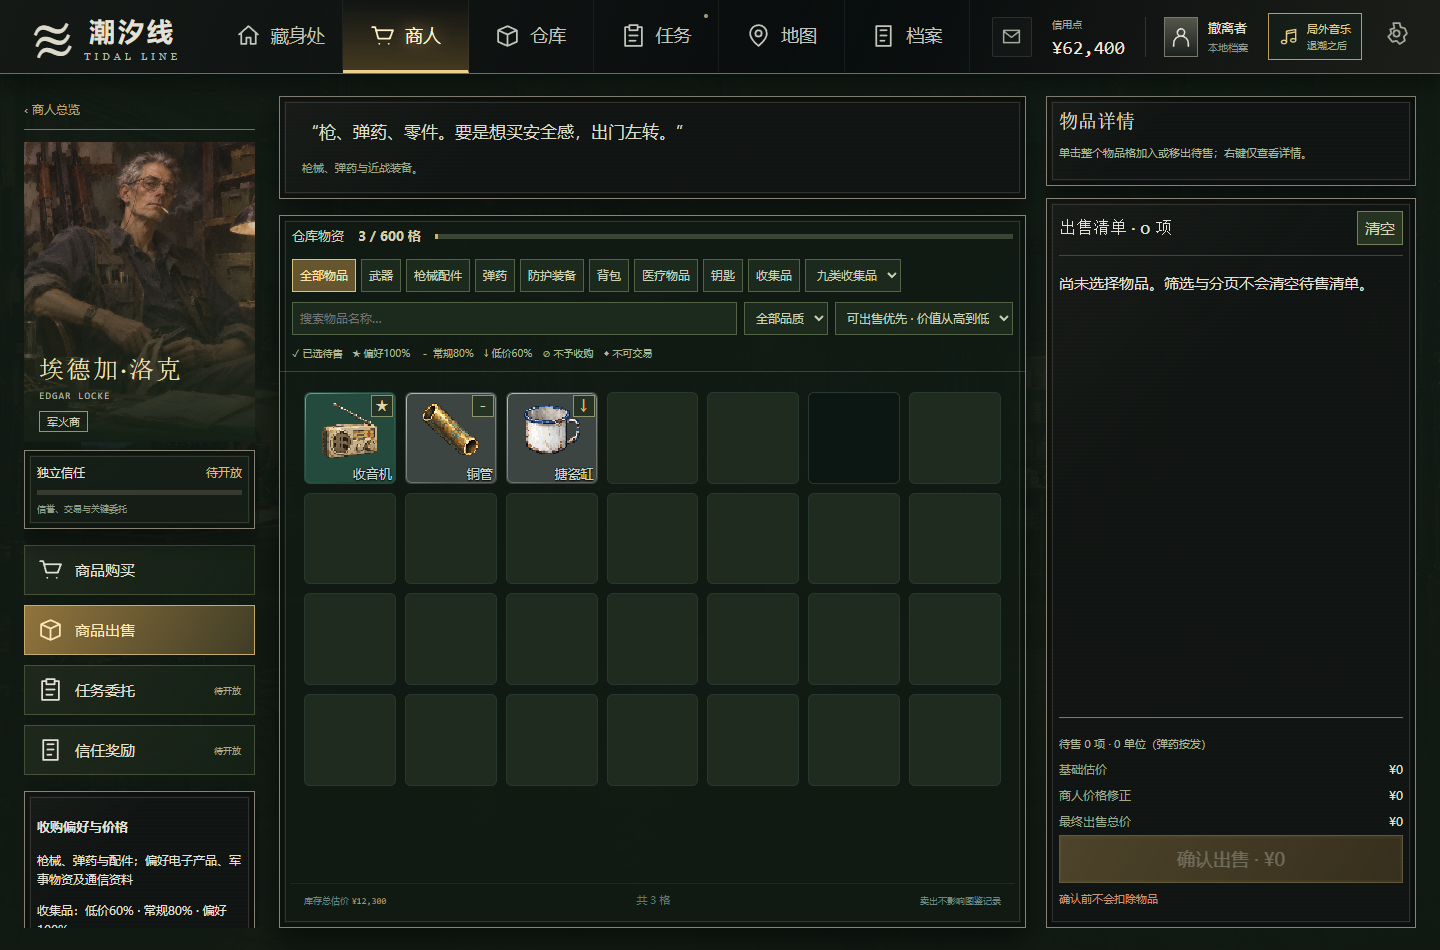 潮汐线
TIDAL LINE
藏身处
商人
仓库
任务
地图
档案
信用点
¥62,400
撤离者
本地档案
局外音乐
退潮之后
‹ 商人总览
埃德加·洛克
EDGAR LOCKE
军火商
独立信任
待开放
信誉、交易与关键委托
商品购买
商品出售
任务委托
待开放
信任奖励
待开放
收购偏好与价格
枪械、弹药与配件；偏好电子产品、军
事物资及通信资料
收集品：低价60% · 常规80% · 偏好
100%
“枪、弹药、零件。要是想买安全感，出门左转。”
枪械、弹药与近战装备。
仓库物资
3 / 600 格
全部物品
武器
枪械配件
弹药
防护装备
背包
医疗物品
钥匙
收集品
九类收集品
搜索物品名称...
全部品质
可出售优先 · 价值从高到低
✓ 已选待售
★ 偏好100%
- 常规80%
↓ 低价60%
⊘ 不予收购
♦ 不可交易
★
收音机
-
铜管
↓
搪瓷缸
库存总估价 ¥12,300
共 3 格
卖出不影响图鉴记录
物品详情
单击整个物品格加入或移出待售；右键仅查看详情。
出售清单 · 0 项
清空
尚未选择物品。筛选与分页不会清空待售清单。
待售 0 项 · 0 单位（弹药按发）
基础估价
¥0
商人价格修正
¥0
最终出售总价
¥0
确认出售 · ¥0
确认前不会扣除物品